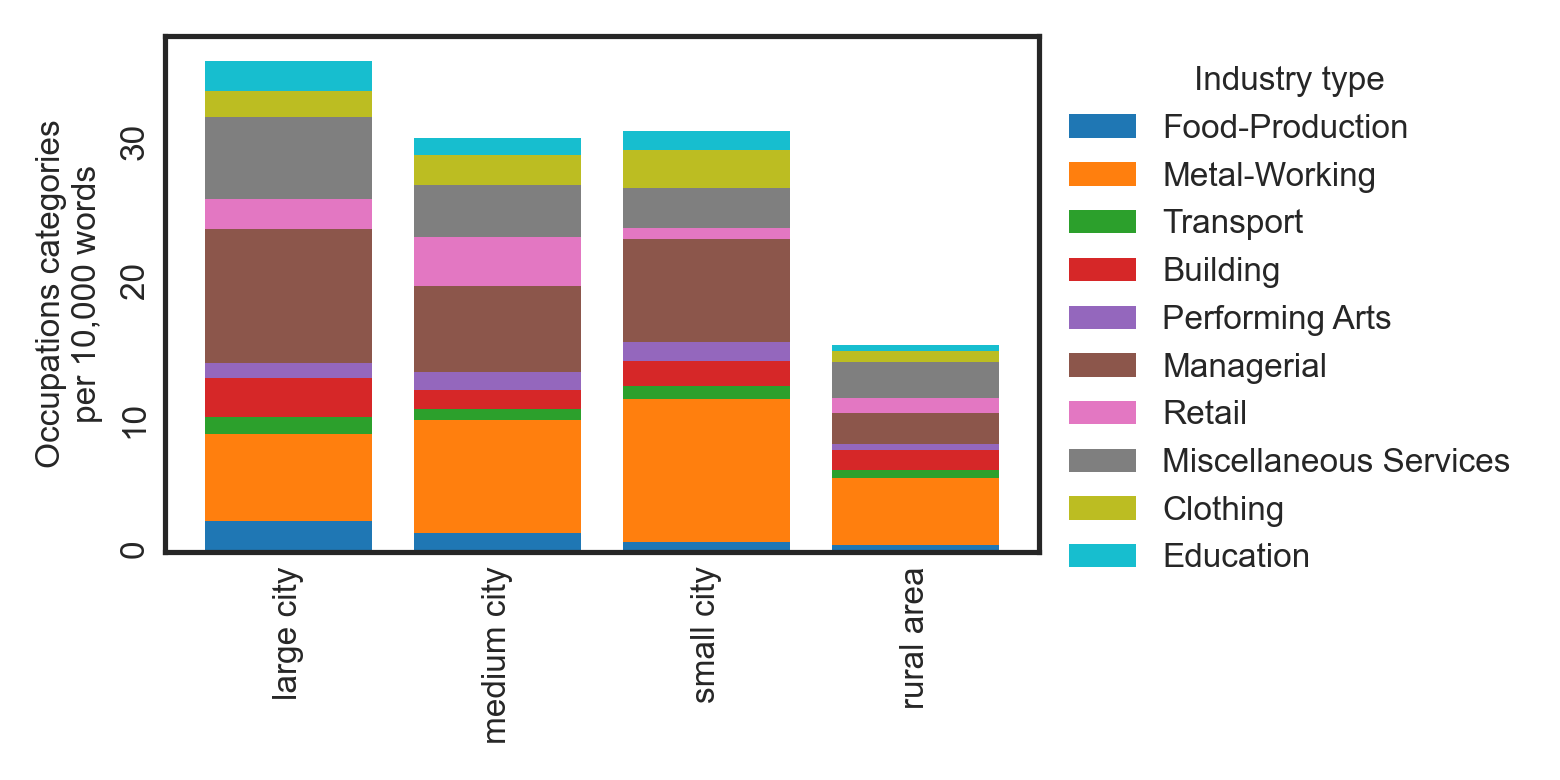 Occupations categories
per 10,000 words
30
20
10
0
large city
medium city
small city
rural area
Industry type
Food-Production
Metal-Working
Transport
Building
Performing Arts
Managerial
Retail
Miscellaneous Services
Clothing
Education